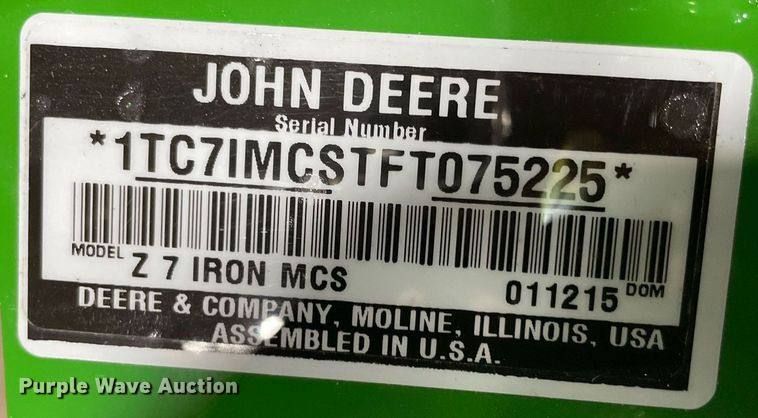 JOHN DEERE
Serial Number
*1TC7IMCSTFT075225*
MODEL Z 7 IRON MCS 011215 DOM
DEERE & COMPANY, MOLINE, ILLINOIS, USA
ASSEMBLED IN U.S.A.
Purple Wave Auction